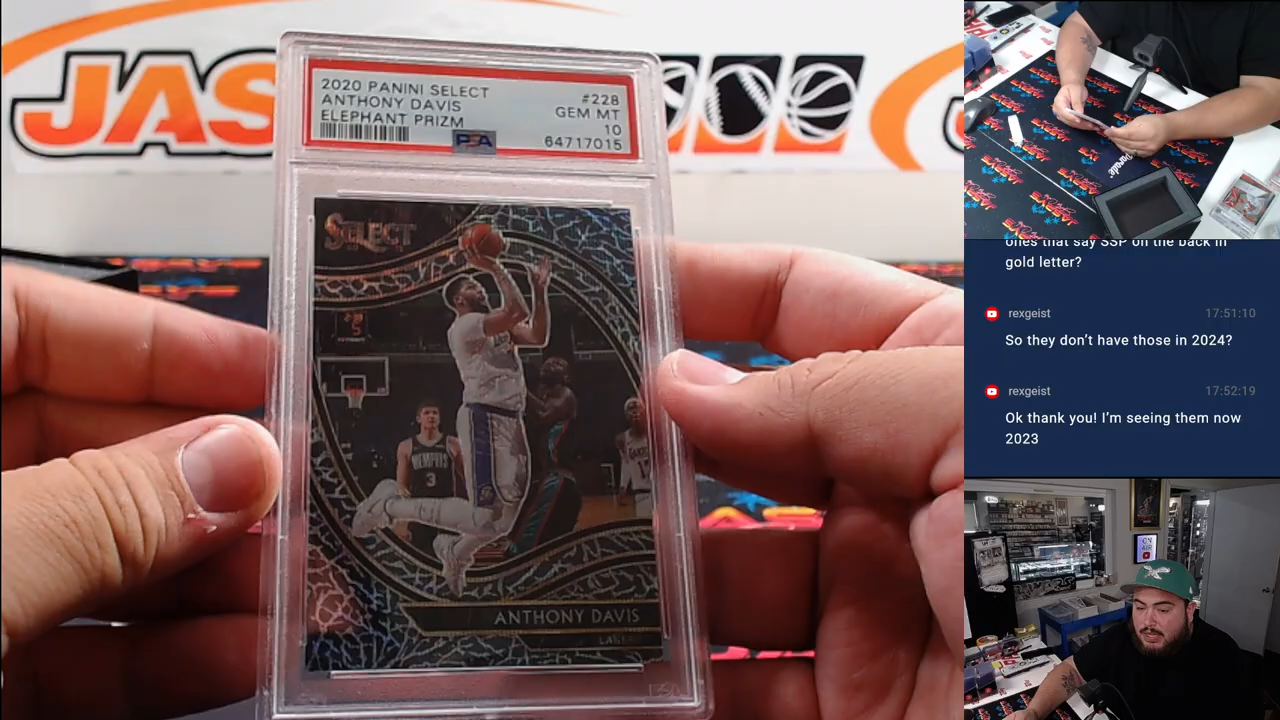 JAS
2020 PANINI SELECT
ANTHONY DAVIS
ELEPHANT PRIZM
#228
GEM MT
10
64717015
PSA
SELECT
MEMPHIS
3
ANTHONY DAVIS
ones that say SSP on the back in
gold letter?
rexgeist
17:51:10
So they don't have those in 2024?
rexgeist
17:52:19
Ok thank you! I'm seeing them now
2023
ON
AIR